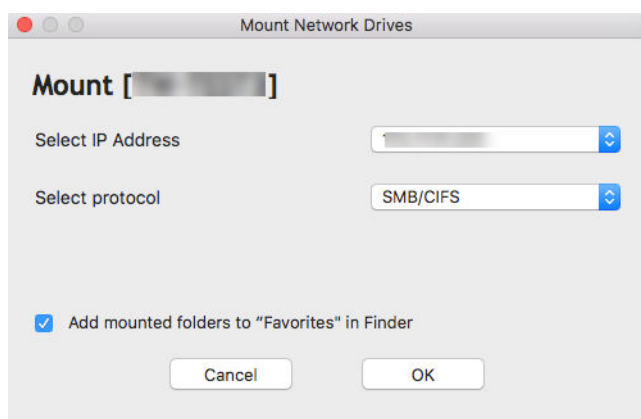 Mount Network Drives
Mount [ ]
Select IP Address
Select protocol SMB/CIFS
Add mounted folders to “Favorites" in Finder
Cancel OK